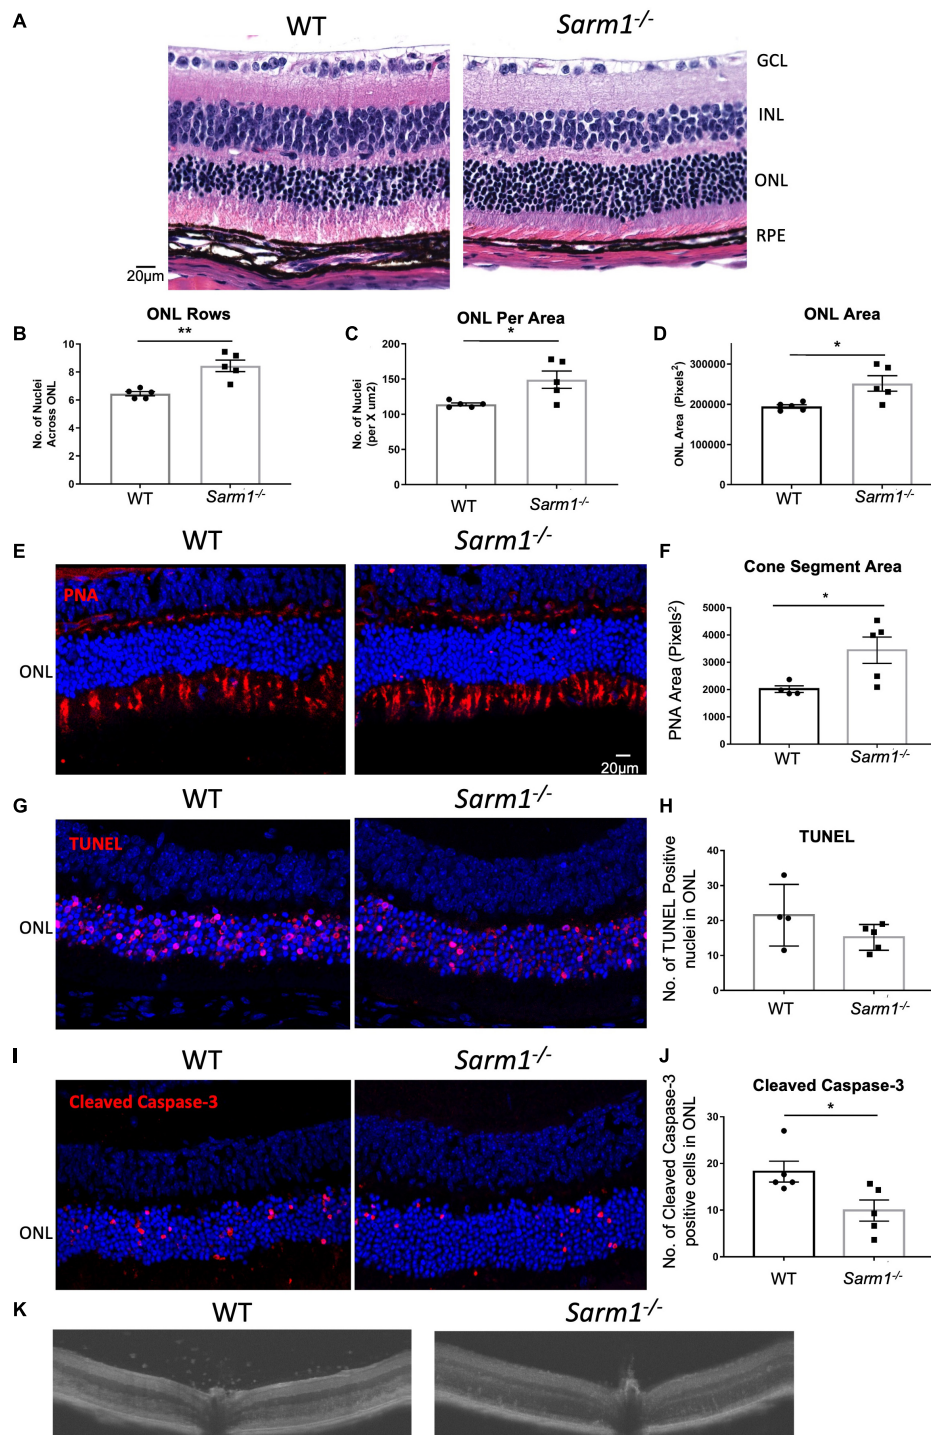 A
WT
Sarm1-/-
GCL
INL
ONL
RPE
20μm
B
ONL Rows
**
No. of Nuclei
Across ONL
10
8
6
4
2
0
WT
Sarm1-/-
C
ONL Per Area
*
No. of Nuclei
(per X um2)
200
150
100
50
0
WT
Sarm1-/-
D
ONL Area
*
ONL Area (Pixels2)
300000
200000
100000
0
WT
Sarm1-/-
E
WT
Sarm1-/-
PNA
ONL
20μm
F
Cone Segment Area
*
PNA Area (Pixels2)
5000
4000
3000
2000
1000
0
WT
Sarm1-/-
G
WT
Sarm1-/-
TUNEL
ONL
H
TUNEL
No. of TUNEL Positive
nuclei in ONL
40
30
20
10
0
WT
Sarm1-/-
I
WT
Sarm1-/-
Cleaved Caspase-3
ONL
J
Cleaved Caspase-3
*
No. of Cleaved Caspase-3
positive cells in ONL
30
20
10
0
WT
Sarm1-/-
K
WT
Sarm1-/-